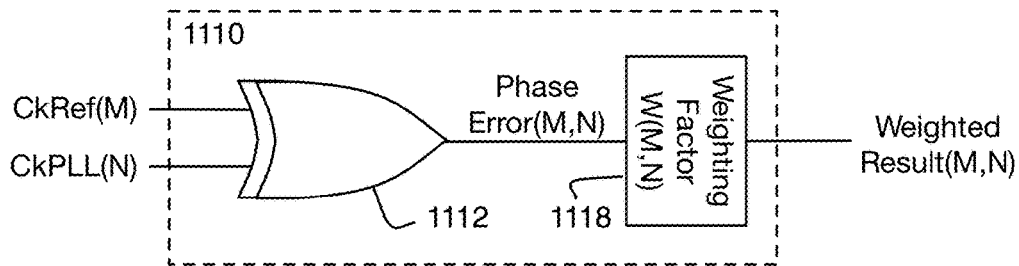 1110
CkRef(M)
CkPLL(N)
Phase
Error(M,N)
1112
1118
Weighting
Factor
W(M,N)
Weighted
Result(M,N)